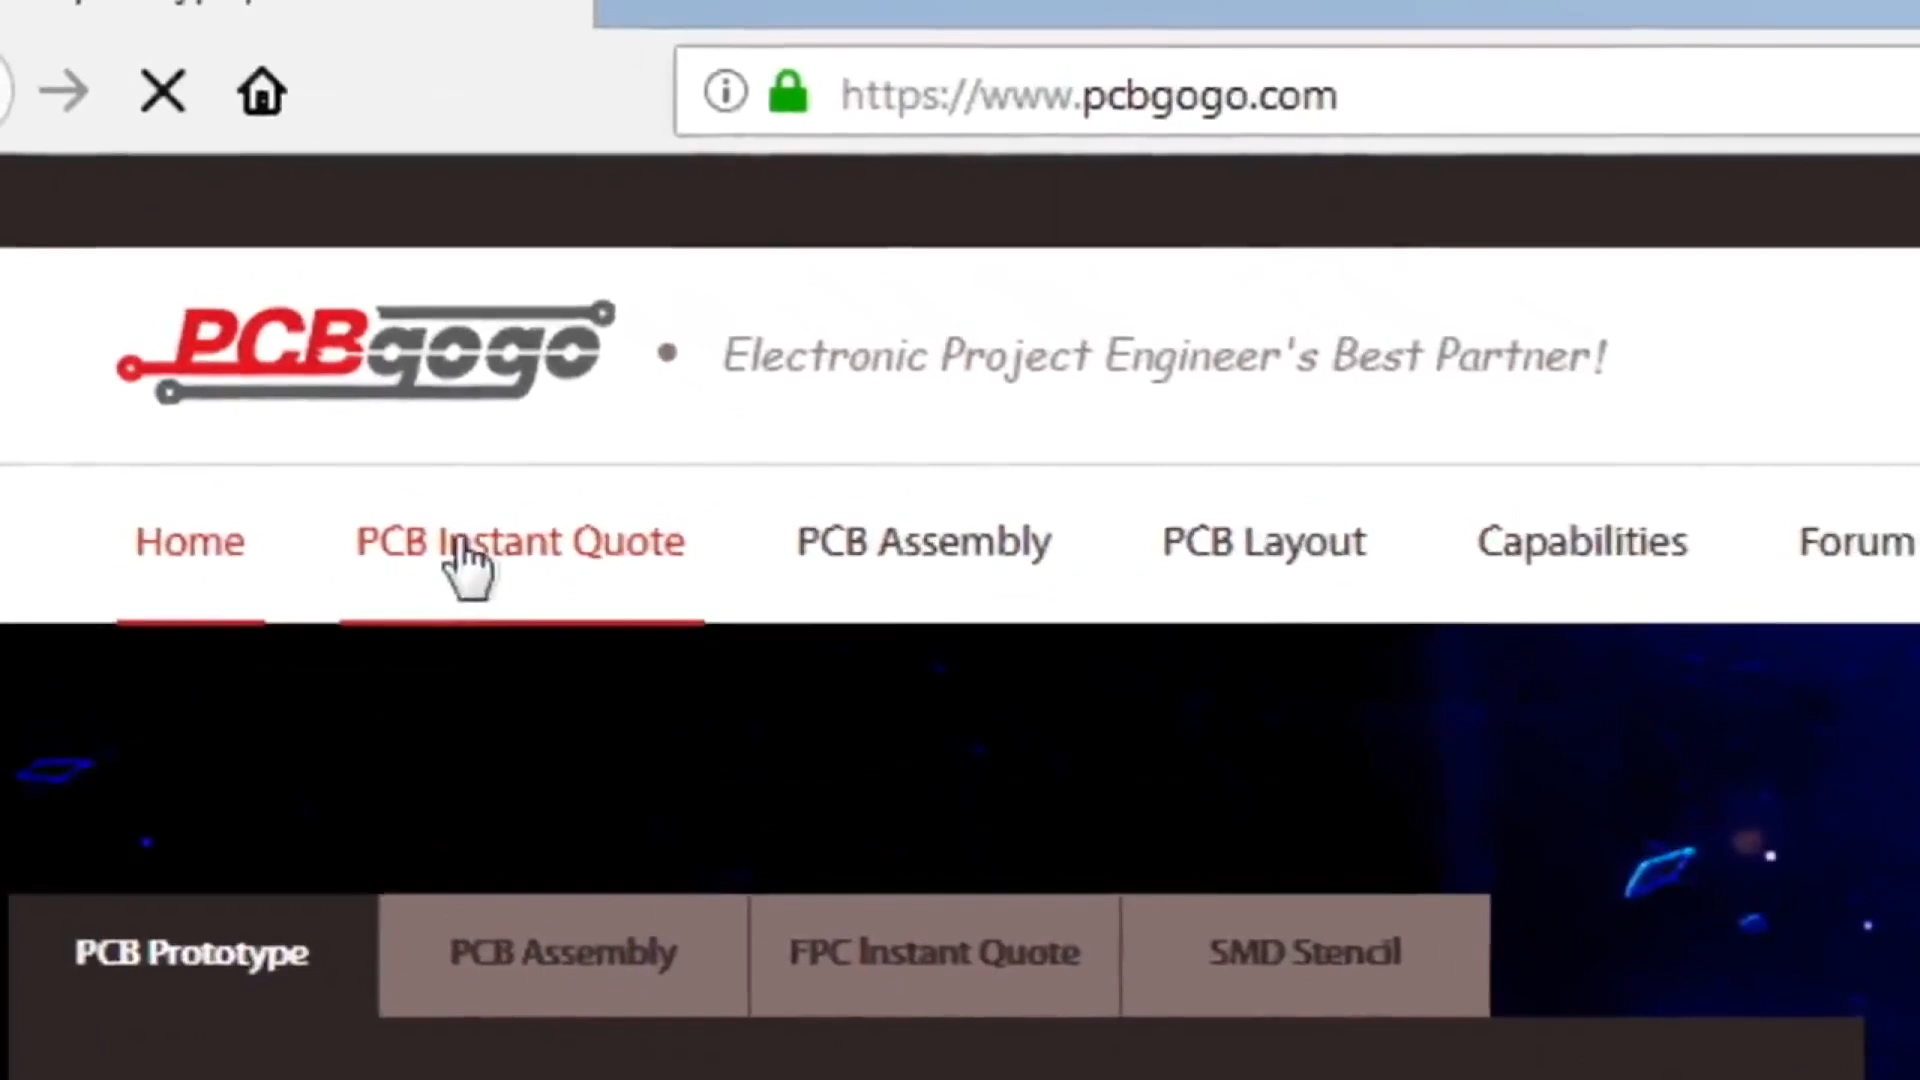 https://www.pcbgogo.com
PCBgogo • Electronic Project Engineer's Best Partner!
Home PCB Instant Quote PCB Assembly PCB Layout Capabilities Forum
PCB Prototype PCB Assembly FPC Instant Quote SMD Stencil